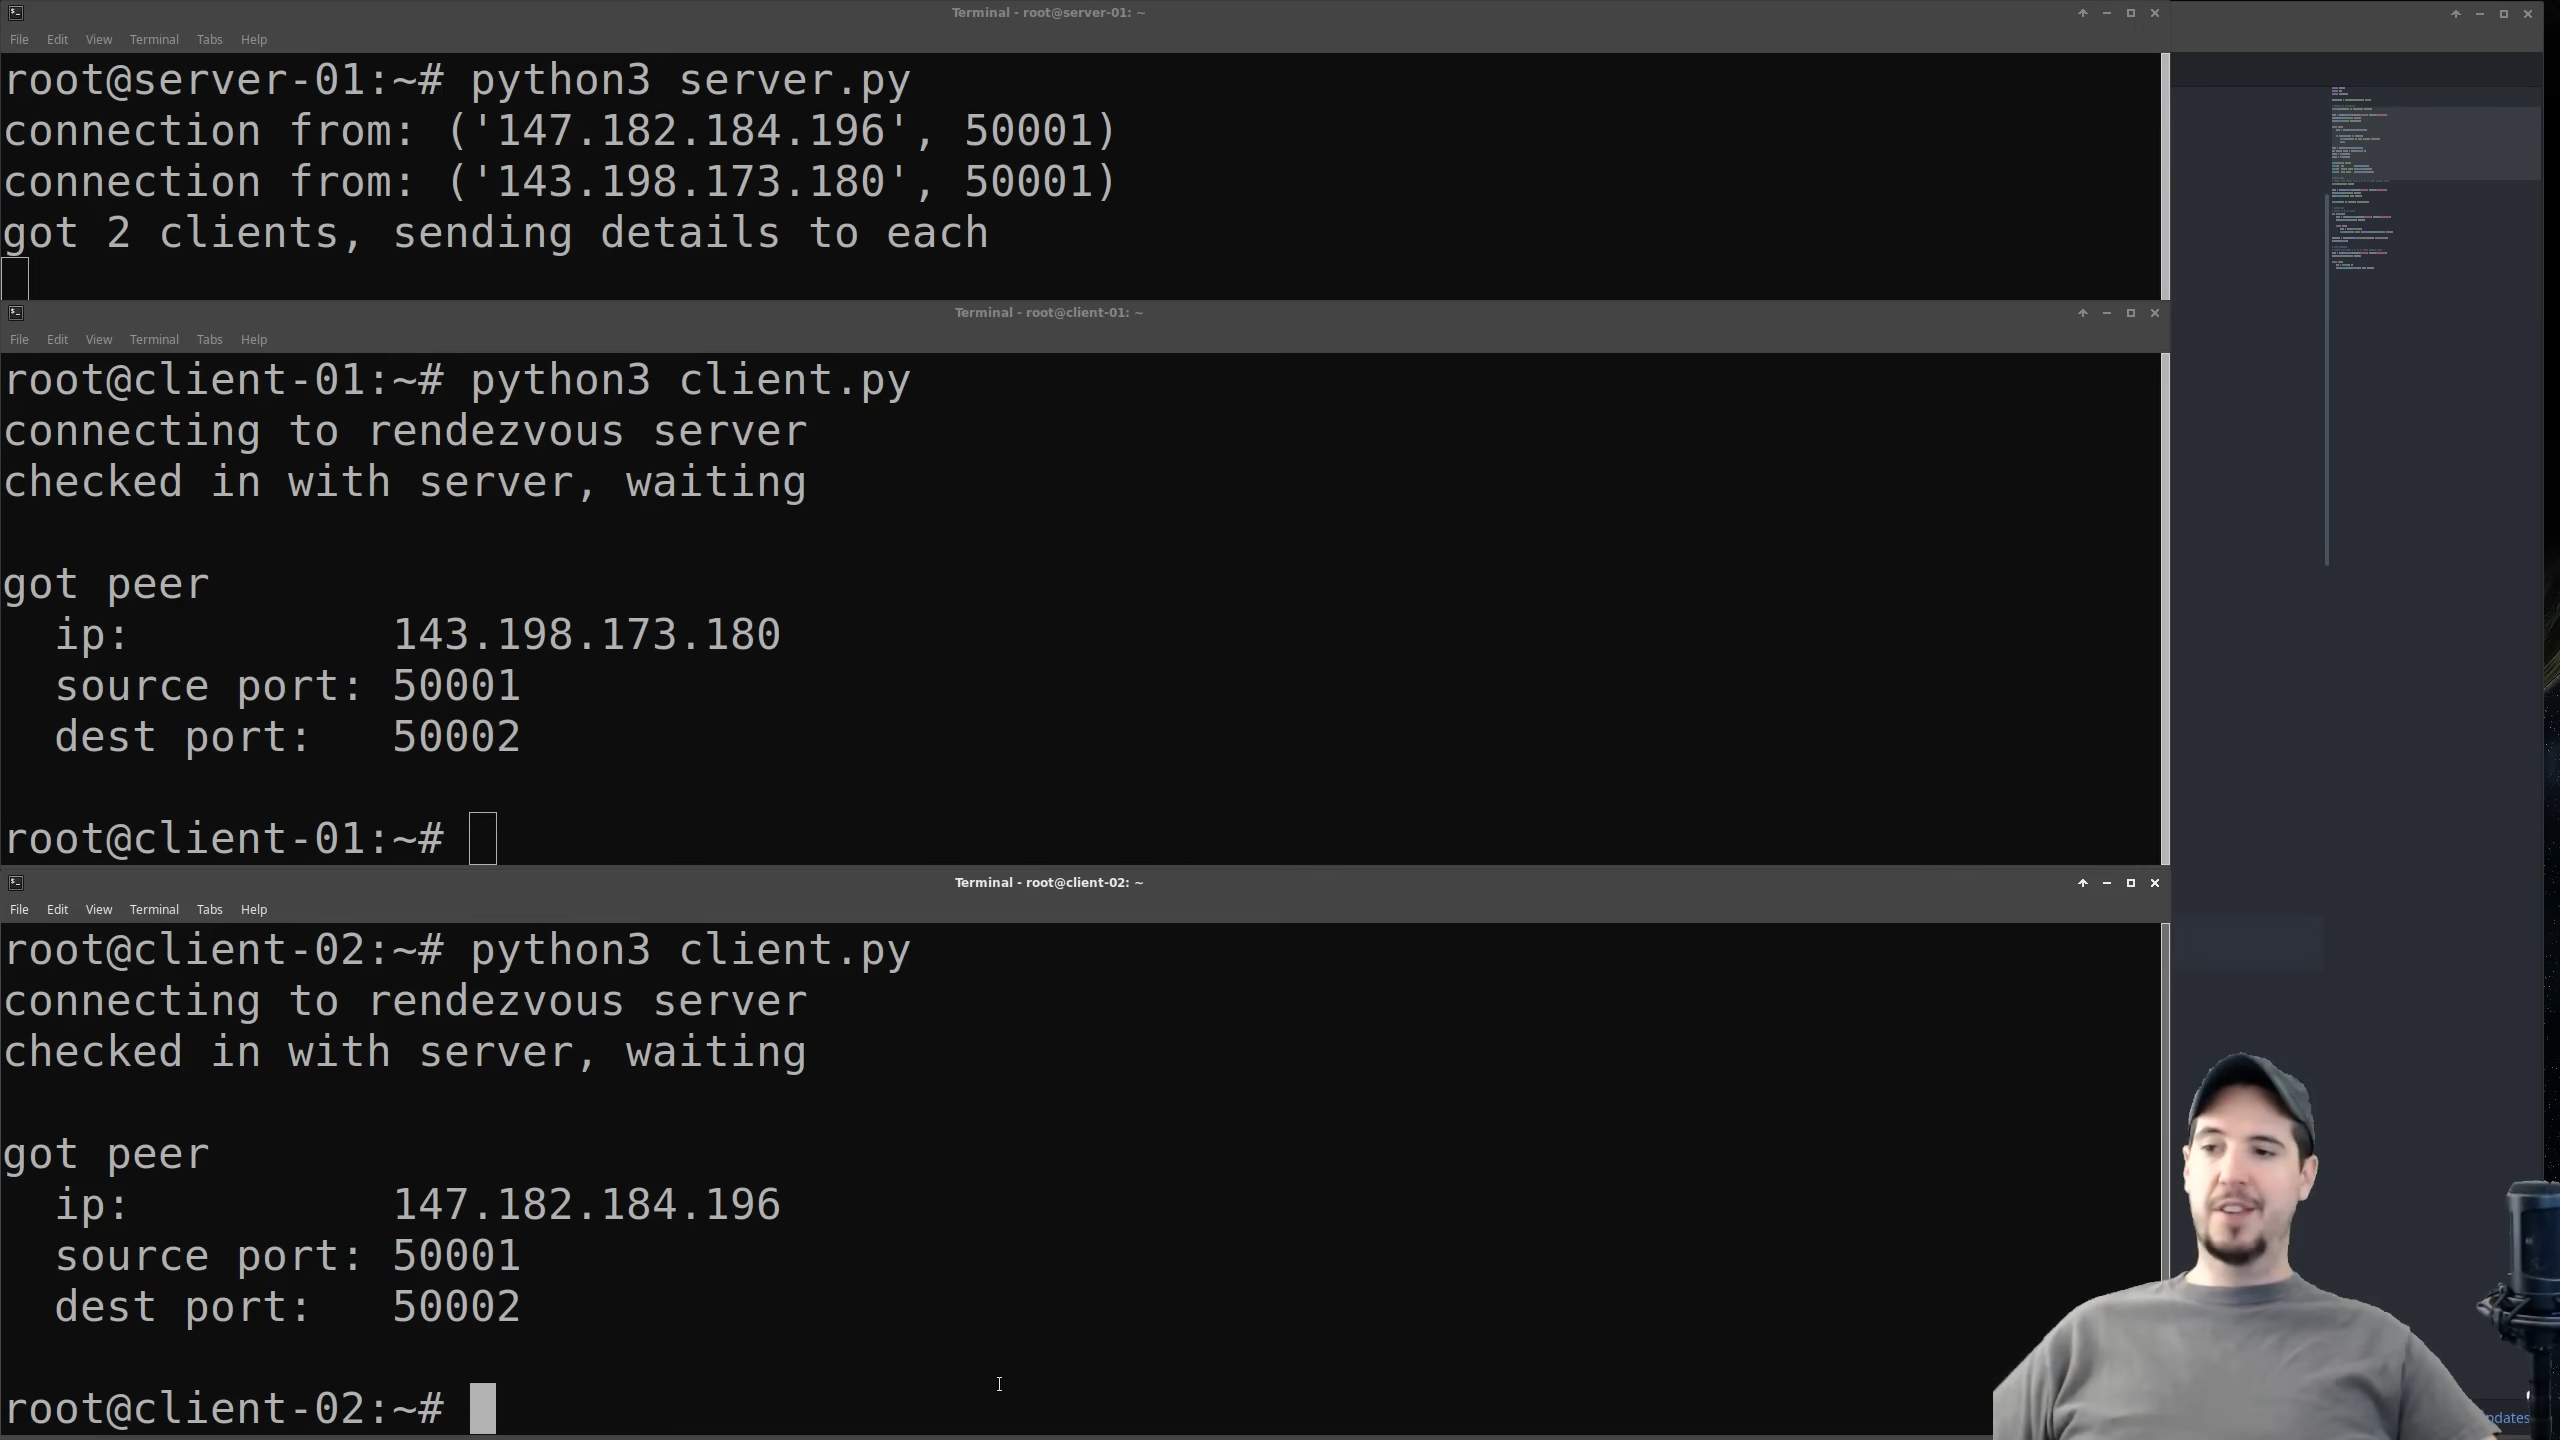 Terminal - root@server-01: ~
File Edit View Terminal Tabs Help
root@server-01:~# python3 server.py
connection from: ('147.182.184.196', 50001)
connection from: ('143.198.173.180', 50001)
got 2 clients, sending details to each
Terminal - root@client-01: ~
File Edit View Terminal Tabs Help
root@client-01:~# python3 client.py
connecting to rendezvous server
checked in with server, waiting
got peer
ip: 143.198.173.180
source port: 50001
dest port: 50002
root@client-01:~#
Terminal - root@client-02: ~
File Edit View Terminal Tabs Help
root@client-02:~# python3 client.py
connecting to rendezvous server
checked in with server, waiting
got peer
ip: 147.182.184.196
source port: 50001
dest port: 50002
root@client-02:~#